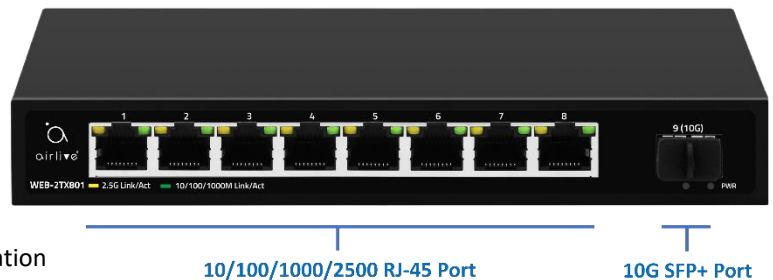 1 2 3 4 5 6 7 8
9 (10G)
airlive
WEB-2TX801 2.5G Link/Act 10/100/1000M Link/Act
PWR
ation
10/100/1000/2500 RJ-45 Port
10G SFP+ Port